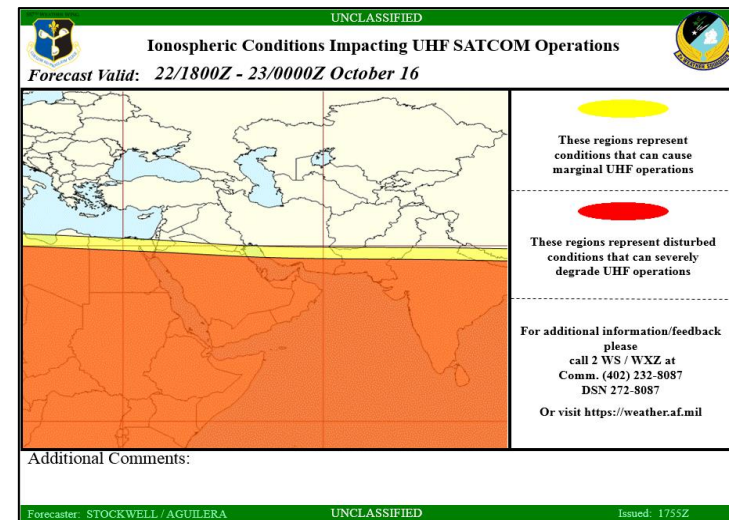 UNCLASSIFIED
Ionospheric Conditions Impacting UHF SATCOM Operations
Forecast Valid: 22/1800Z - 23/0000Z October 16
These regions represent
conditions that can cause
marginal UHF operations
These regions represent disturbed
conditions that can severely
degrade UHF operations
For additional information/feedback
please
call 2 WS / WXZ at
Comm. (402) 232-8087
DSN 272-8087
Or visit https://weather.af.mil
Additional Comments:
Forecaster: STOCKWELL / AGUILERA
UNCLASSIFIED
Issued: 1755Z